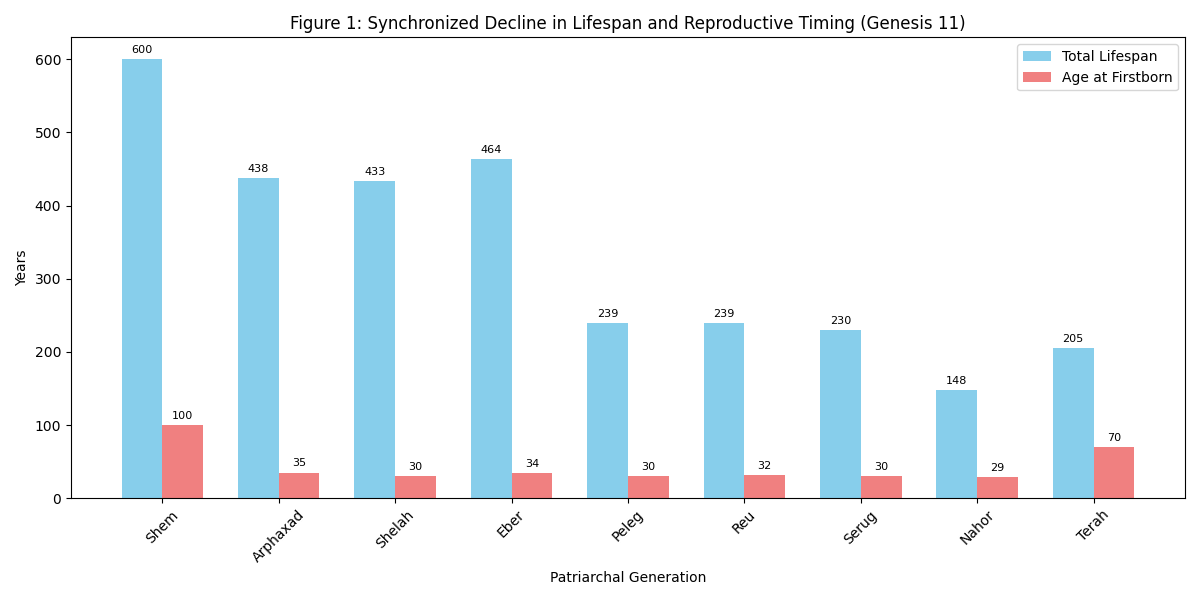 Figure 1: Synchronized Decline in Lifespan and Reproductive Timing (Genesis 11)
Total Lifespan
Age at Firstborn
Years
600
500
400
300
200
100
0
600
100
438
35
433
30
464
34
239
30
239
32
230
30
148
29
205
70
Shem
Arphaxad
Shelah
Eber
Peleg
Reu
Serug
Nahor
Terah
Patriarchal Generation